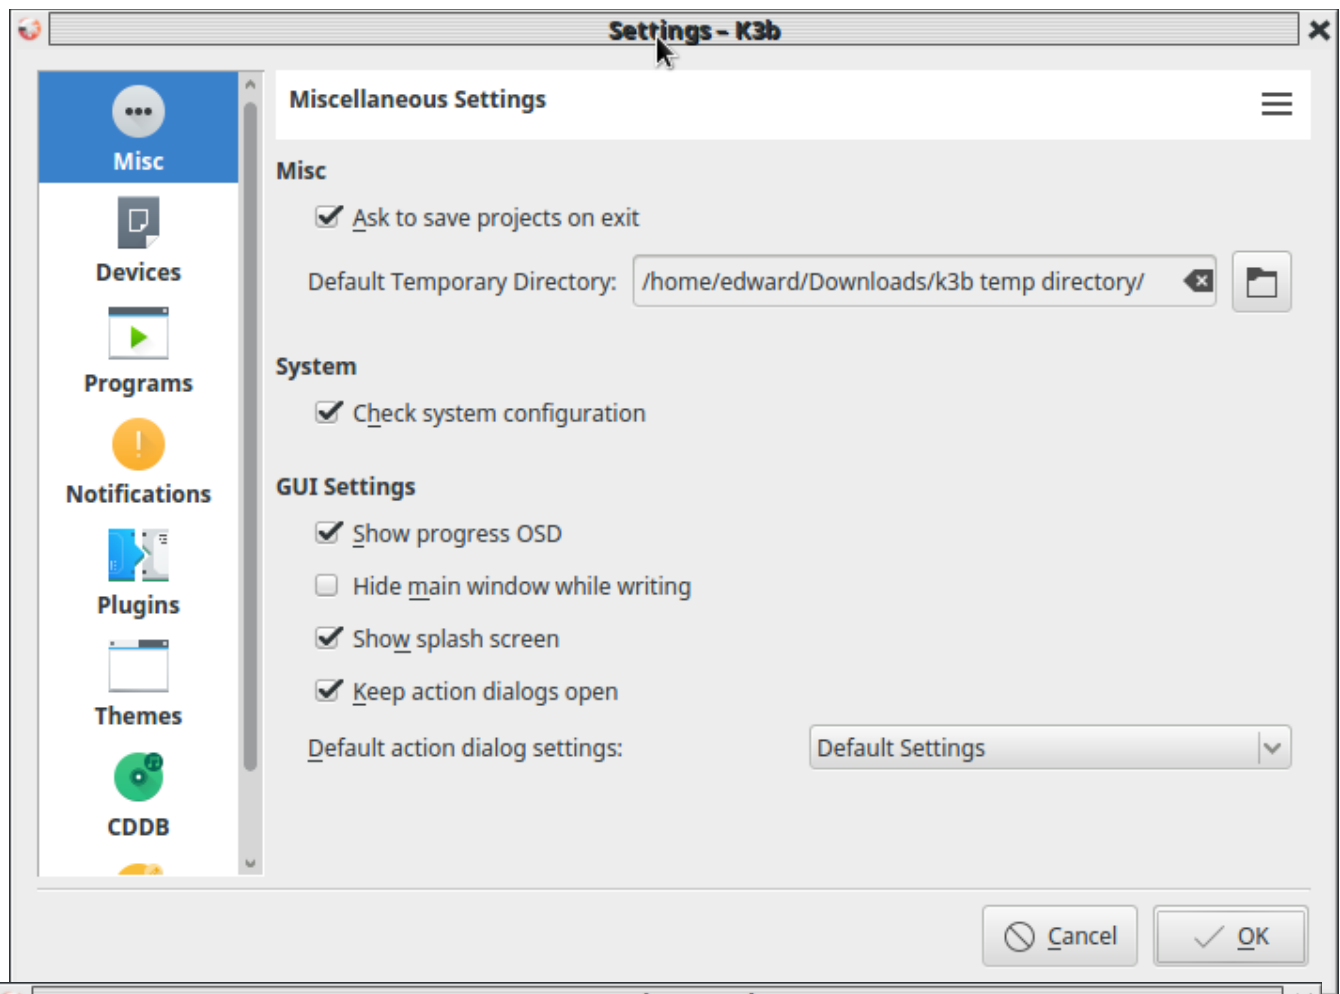 Settings – K3b
Misc
Devices
Programs
Notifications
Plugins
Themes
CDDB
Miscellaneous Settings
Misc
Ask to save projects on exit
Default Temporary Directory: /home/edward/Downloads/k3b temp directory/
System
Check system configuration
GUI Settings
Show progress OSD
Hide main window while writing
Show splash screen
Keep action dialogs open
Default action dialog settings: Default Settings
Cancel OK